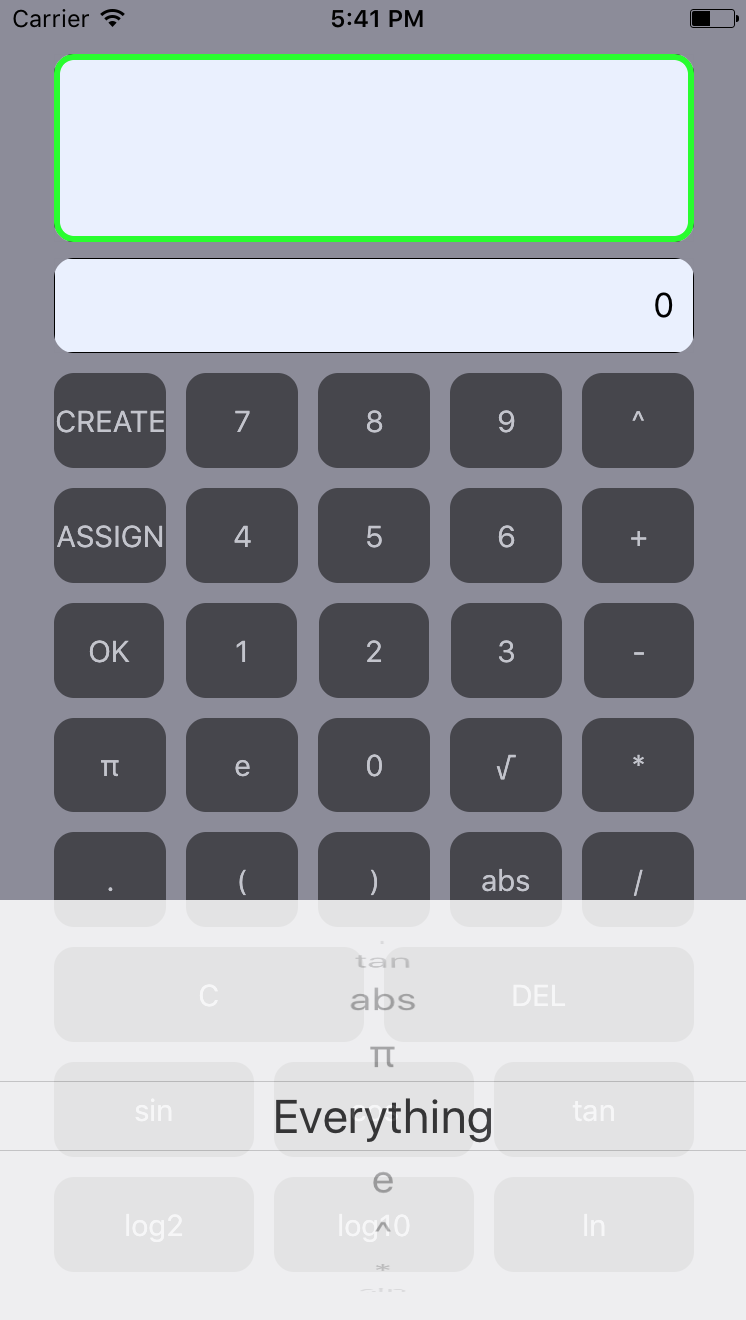 Carrier 5:41 PM
0
CREATE 7 8 9 ^
ASSIGN 4 5 6 +
OK 1 2 3 -
π e 0 √ *
. ( ) abs /
tan
C abs DEL
π
sin Everything tan
e
log2 log10 ln
^
*
sin